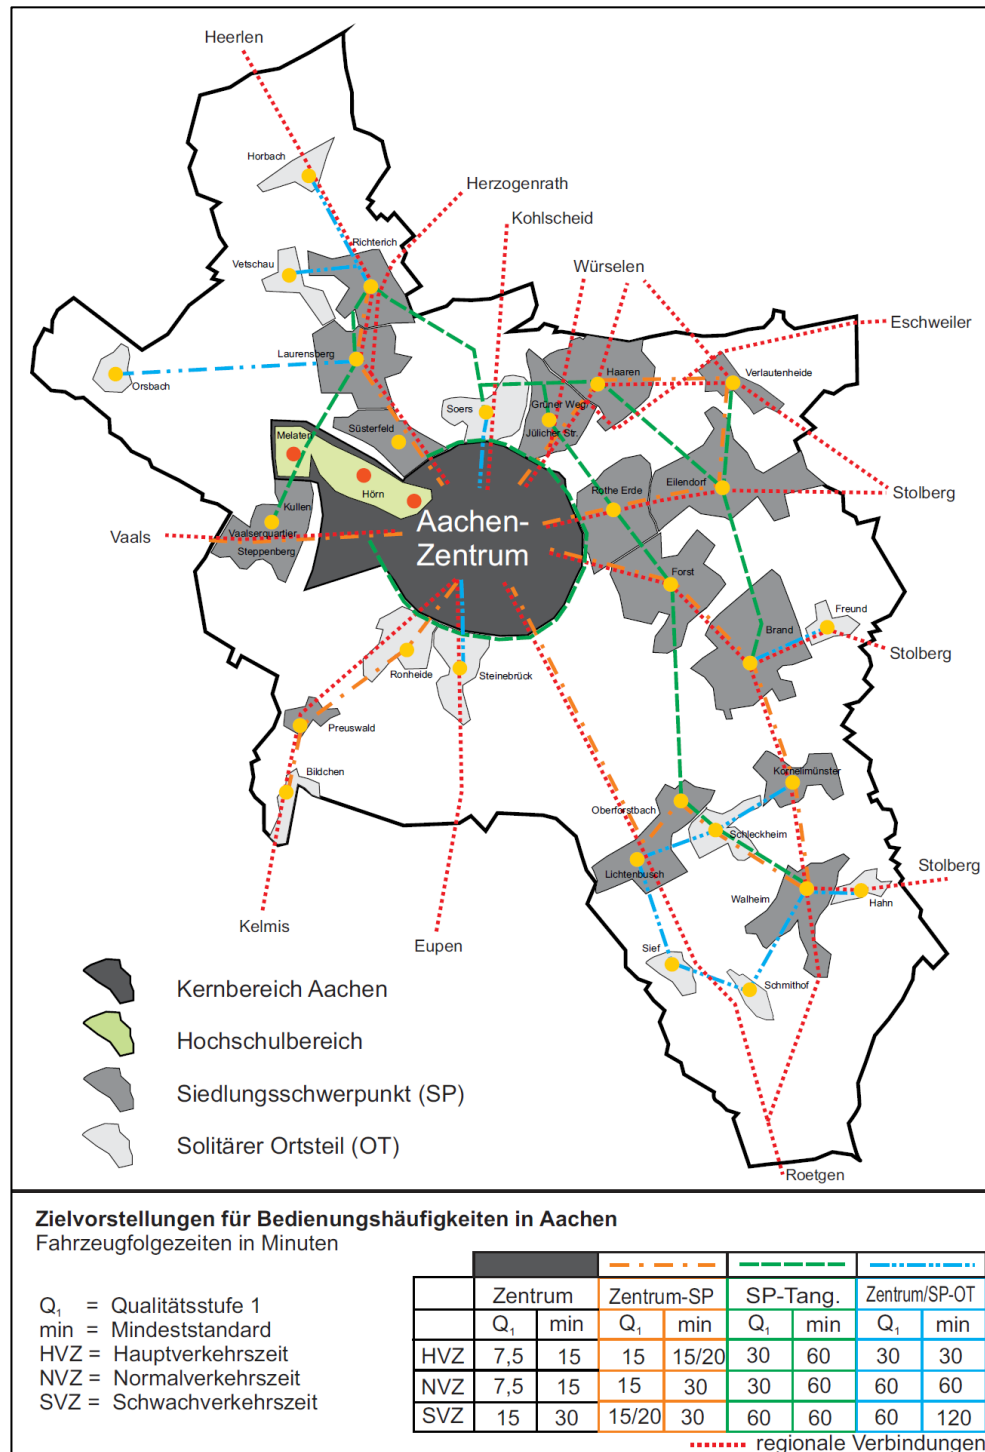 Heerlen
Horbach
Herzogenrath
Kohlscheid
Richterich
Vetschau
Würselen
Eschweiler
Laurensberg
Orsbach
Haaren
Verlautenheide
Grüner Weg
Soers
Jülicher Str.
Süsterfeld
Melaten
Eilendorf
Rothe Erde
Stolberg
Hörn
Kullen
Aachen-
Zentrum
Vaals
Vaalserquartier
Steppenberg
Forst
Freund
Brand
Stolberg
Ronheide
Steinebrück
Preuswald
Bildchen
Kornelimünster
Oberforstbach
Schleckheim
Lichtenbusch
Stolberg
Walheim
Hahn
Kelmis
Eupen
Sief
Schmithof
Roetgen
Kernbereich Aachen
Hochschulbereich
Siedlungsschwerpunkt (SP)
Solitärer Ortsteil (OT)
Zielvorstellungen für Bedienungshäufigkeiten in Aachen
Fahrzeugfolgezeiten in Minuten
Q1 = Qualitätsstufe 1
min = Mindeststandard
HVZ = Hauptverkehrszeit
NVZ = Normalverkehrszeit
SVZ = Schwachverkehrszeit
Zentrum Zentrum-SP SP-Tang. Zentrum/SP-OT
Q1 min Q1 min Q1 min Q1 min
HVZ 7,5 15 15 15/20 30 60 30 30
NVZ 7,5 15 15 30 30 60 60 60
SVZ 15 30 15/20 30 60 60 60 120
regionale Verbindungen